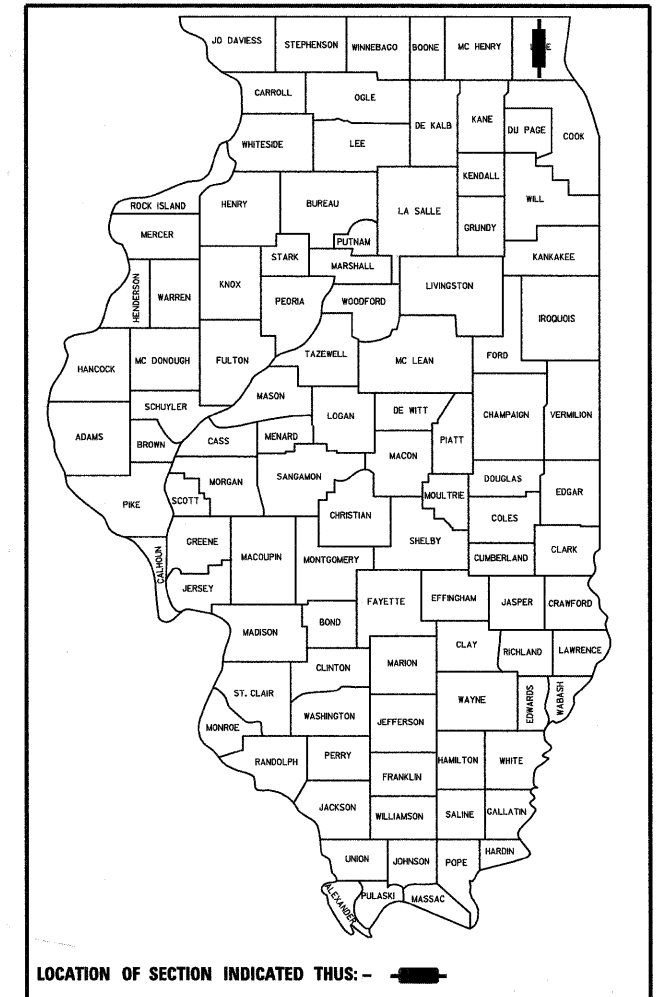 JO DAVIESS STEPHENSON WINNEBAGO BOONE MC HENRY
CARROLL OGLE DE KALB KANE DU PAGE COOK
WHITESIDE LEE
KENDALL
ROCK ISLAND HENRY BUREAU LA SALLE WILL
MERCER PUTNAM GRUNDY
STARK MARSHALL KANKAKEE
HENDERSON WARREN KNOX PEORIA WOODFORD LIVINGSTON IROQUOIS
HANCOCK MC DONOUGH FULTON TAZEWELL MC LEAN FORD
MASON
SCHUYLER LOGAN DE WITT CHAMPAIGN VERMILION
ADAMS BROWN CASS MENARD MACON PIATT
MORGAN SANGAMON DOUGLAS
PIKE SCOTT MOULTRIE EDGAR
CHRISTIAN COLES
GREENE MACOUPIN MONTGOMERY SHELBY CLARK
CALHOUN CUMBERLAND
JERSEY FAYETTE EFFINGHAM JASPER CRAWFORD
MADISON BOND
CLAY RICHLAND LAWRENCE
CLINTON MARION
ST. CLAIR WAYNE EDWARDS WABASH
WASHINGTON JEFFERSON
MONROE
RANDOLPH PERRY HAMILTON WHITE
FRANKLIN
JACKSON WILLIAMSON SALINE GALLATIN
UNION JOHNSON POPE HARDIN
ALEXANDER PULASKI MASSAC
LOCATION OF SECTION INDICATED THUS: –